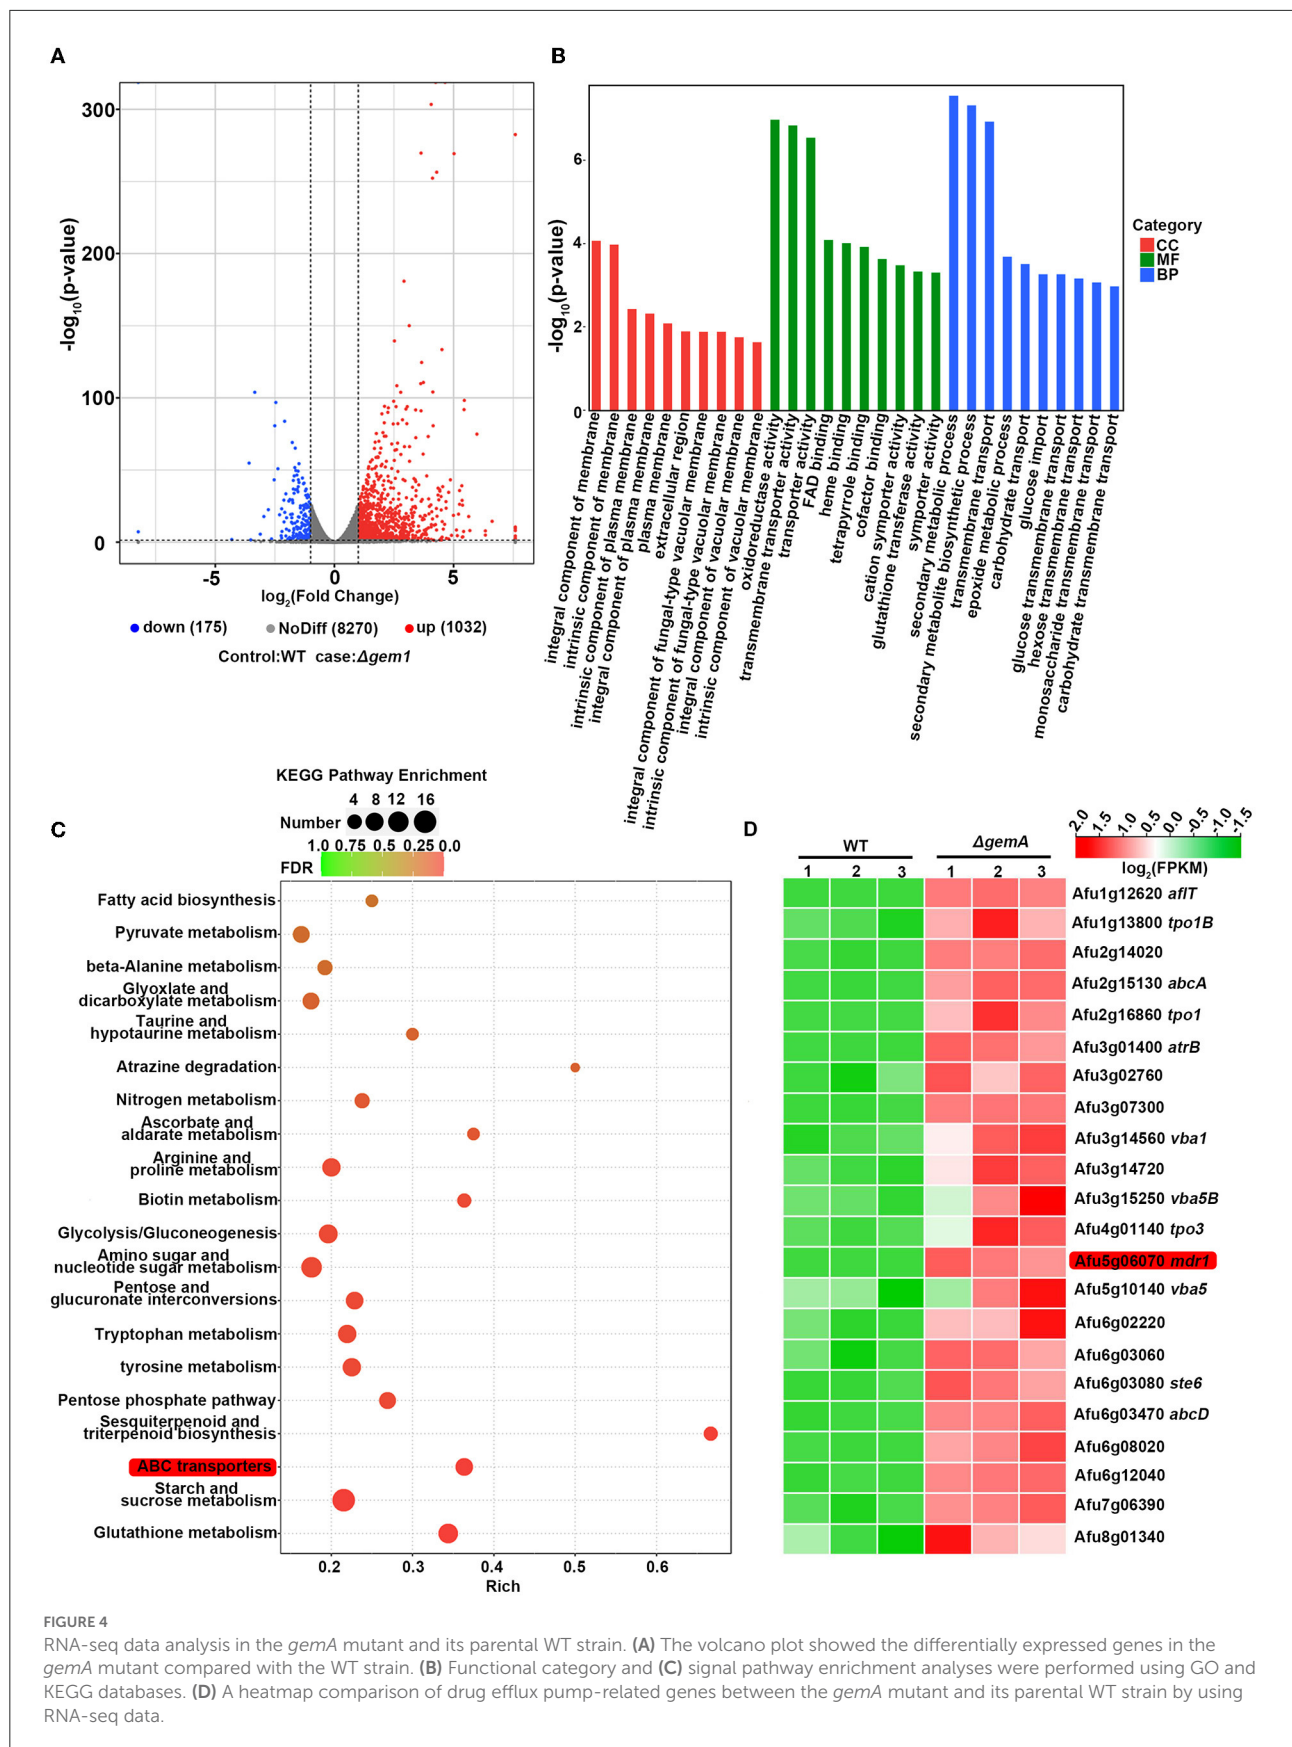 A
-log10(p-value)
300
200
100
0
-5
0
5
log2(Fold Change)
down (175)
NoDiff (8270)
up (1032)
Control:WT case:Δgem1
B
-log10(p-value)
6
4
2
0
integral component of membrane
intrinsic component of membrane
intrinsic component of plasma membrane
integral component of plasma membrane
plasma membrane
extracellular region
integral component of fungal-type vacuolar membrane
intrinsic component of fungal-type vacuolar membrane
integral component of vacuolar membrane
intrinsic component of vacuolar membrane
oxidoreductase activity
transmembrane transporter activity
transporter activity
FAD binding
heme binding
tetrapyrrole binding
cofactor binding
cation symporter activity
glutathione transferase activity
symporter activity
secondary metabolic process
secondary metabolite biosynthetic process
transmembrane transport
epoxide metabolic process
carbohydrate transport
glucose import
glucose transmembrane transport
hexose transmembrane transport
monosaccharide transmembrane transport
carbohydrate transmembrane transport
Category
CC
MF
BP
C
KEGG Pathway Enrichment
4 8 12 16
Number
1.0 0.75 0.50 0.25 0.0
FDR
Fatty acid biosynthesis
Pyruvate metabolism
beta-Alanine metabolism
Glyoxlate and
dicarboxylate metabolism
Taurine and
hypotaurine metabolism
Atrazine degradation
Nitrogen metabolism
Ascorbate and
aldarate metabolism
Arginine and
proline metabolism
Biotin metabolism
Glycolysis/Gluconeogenesis
Amino sugar and
nucleotide sugar metabolism
Pentose and
glucuronate interconversions
Tryptophan metabolism
tyrosine metabolism
Pentose phosphate pathway
Sesquiterpenoid and
triterpenoid biosynthesis
ABC transporters
Starch and
sucrose metabolism
Glutathione metabolism
0.2 0.3 0.4 0.5 0.6
Rich
D
WT
ΔgemA
1 2 3 1 2 3
2.0 1.5 1.0 0.5 0.0 -0.5 -1.0 -1.5
log2(FPKM)
Afu1g12620 aflT
Afu1g13800 tpo1B
Afu2g14020
Afu2g15130 abcA
Afu2g16860 tpo1
Afu3g01400 atrB
Afu3g02760
Afu3g07300
Afu3g14560 vba1
Afu3g14720
Afu3g15250 vba5B
Afu4g01140 tpo3
Afu5g06070 mdr1
Afu5g10140 vba5
Afu6g02220
Afu6g03060
Afu6g03080 ste6
Afu6g03470 abcD
Afu6g08020
Afu6g12040
Afu7g06390
Afu8g01340
FIGURE 4
RNA-seq data analysis in the gemA mutant and its parental WT strain. (A) The volcano plot showed the differentially expressed genes in the
gemA mutant compared with the WT strain. (B) Functional category and (C) signal pathway enrichment analyses were performed using GO and
KEGG databases. (D) A heatmap comparison of drug efflux pump-related genes between the gemA mutant and its parental WT strain by using
RNA-seq data.